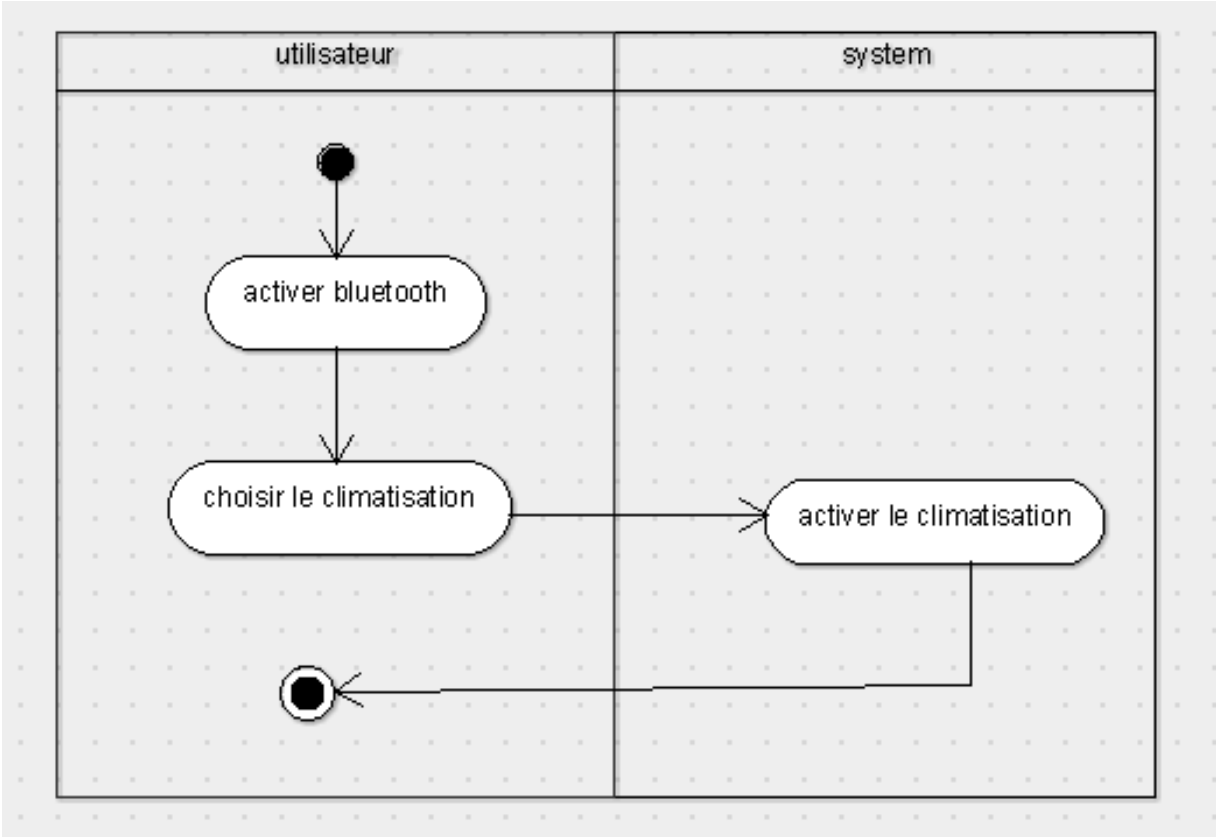 utilisateur
system
activer bluetooth
choisir le climatisation
activer le climatisation